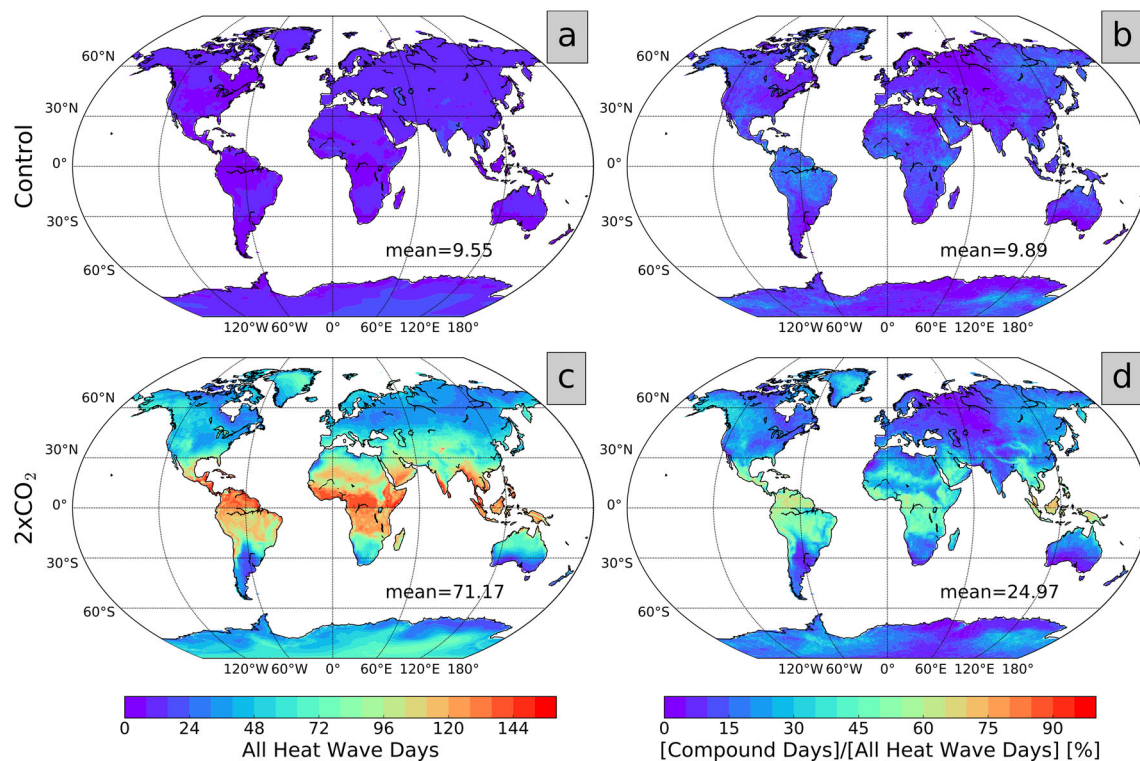 a
b
60°N
30°N
0°
30°S
60°S
Control
mean=9.55
120°W 60°W 0° 60°E 120°E 180°
60°N
30°N
0°
30°S
60°S
mean=9.89
120°W 60°W 0° 60°E 120°E 180°
c
d
60°N
30°N
0°
30°S
60°S
2xCO₂
mean=71.17
120°W 60°W 0° 60°E 120°E 180°
60°N
30°N
0°
30°S
60°S
mean=24.97
120°W 60°W 0° 60°E 120°E 180°
0 24 48 72 96 120 144
All Heat Wave Days
0 15 30 45 60 75 90
[Compound Days]/[All Heat Wave Days] [%]